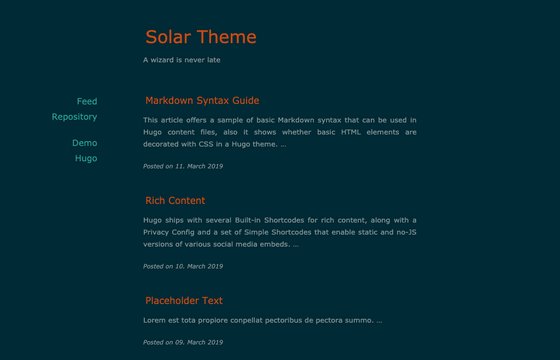 Solar Theme
A wizard is never late
Feed
Repository
Demo
Hugo
Markdown Syntax Guide
This article offers a sample of basic Markdown syntax that can be used in
Hugo content files, also it shows whether basic HTML elements are
decorated with CSS in a Hugo theme. …
Posted on 11. March 2019
Rich Content
Hugo ships with several Built-in Shortcodes for rich content, along with a
Privacy Config and a set of Simple Shortcodes that enable static and no-JS
versions of various social media embeds. …
Posted on 10. March 2019
Placeholder Text
Lorem est tota propiore conpellat pectoribus de pectora summo. …
Posted on 09. March 2019